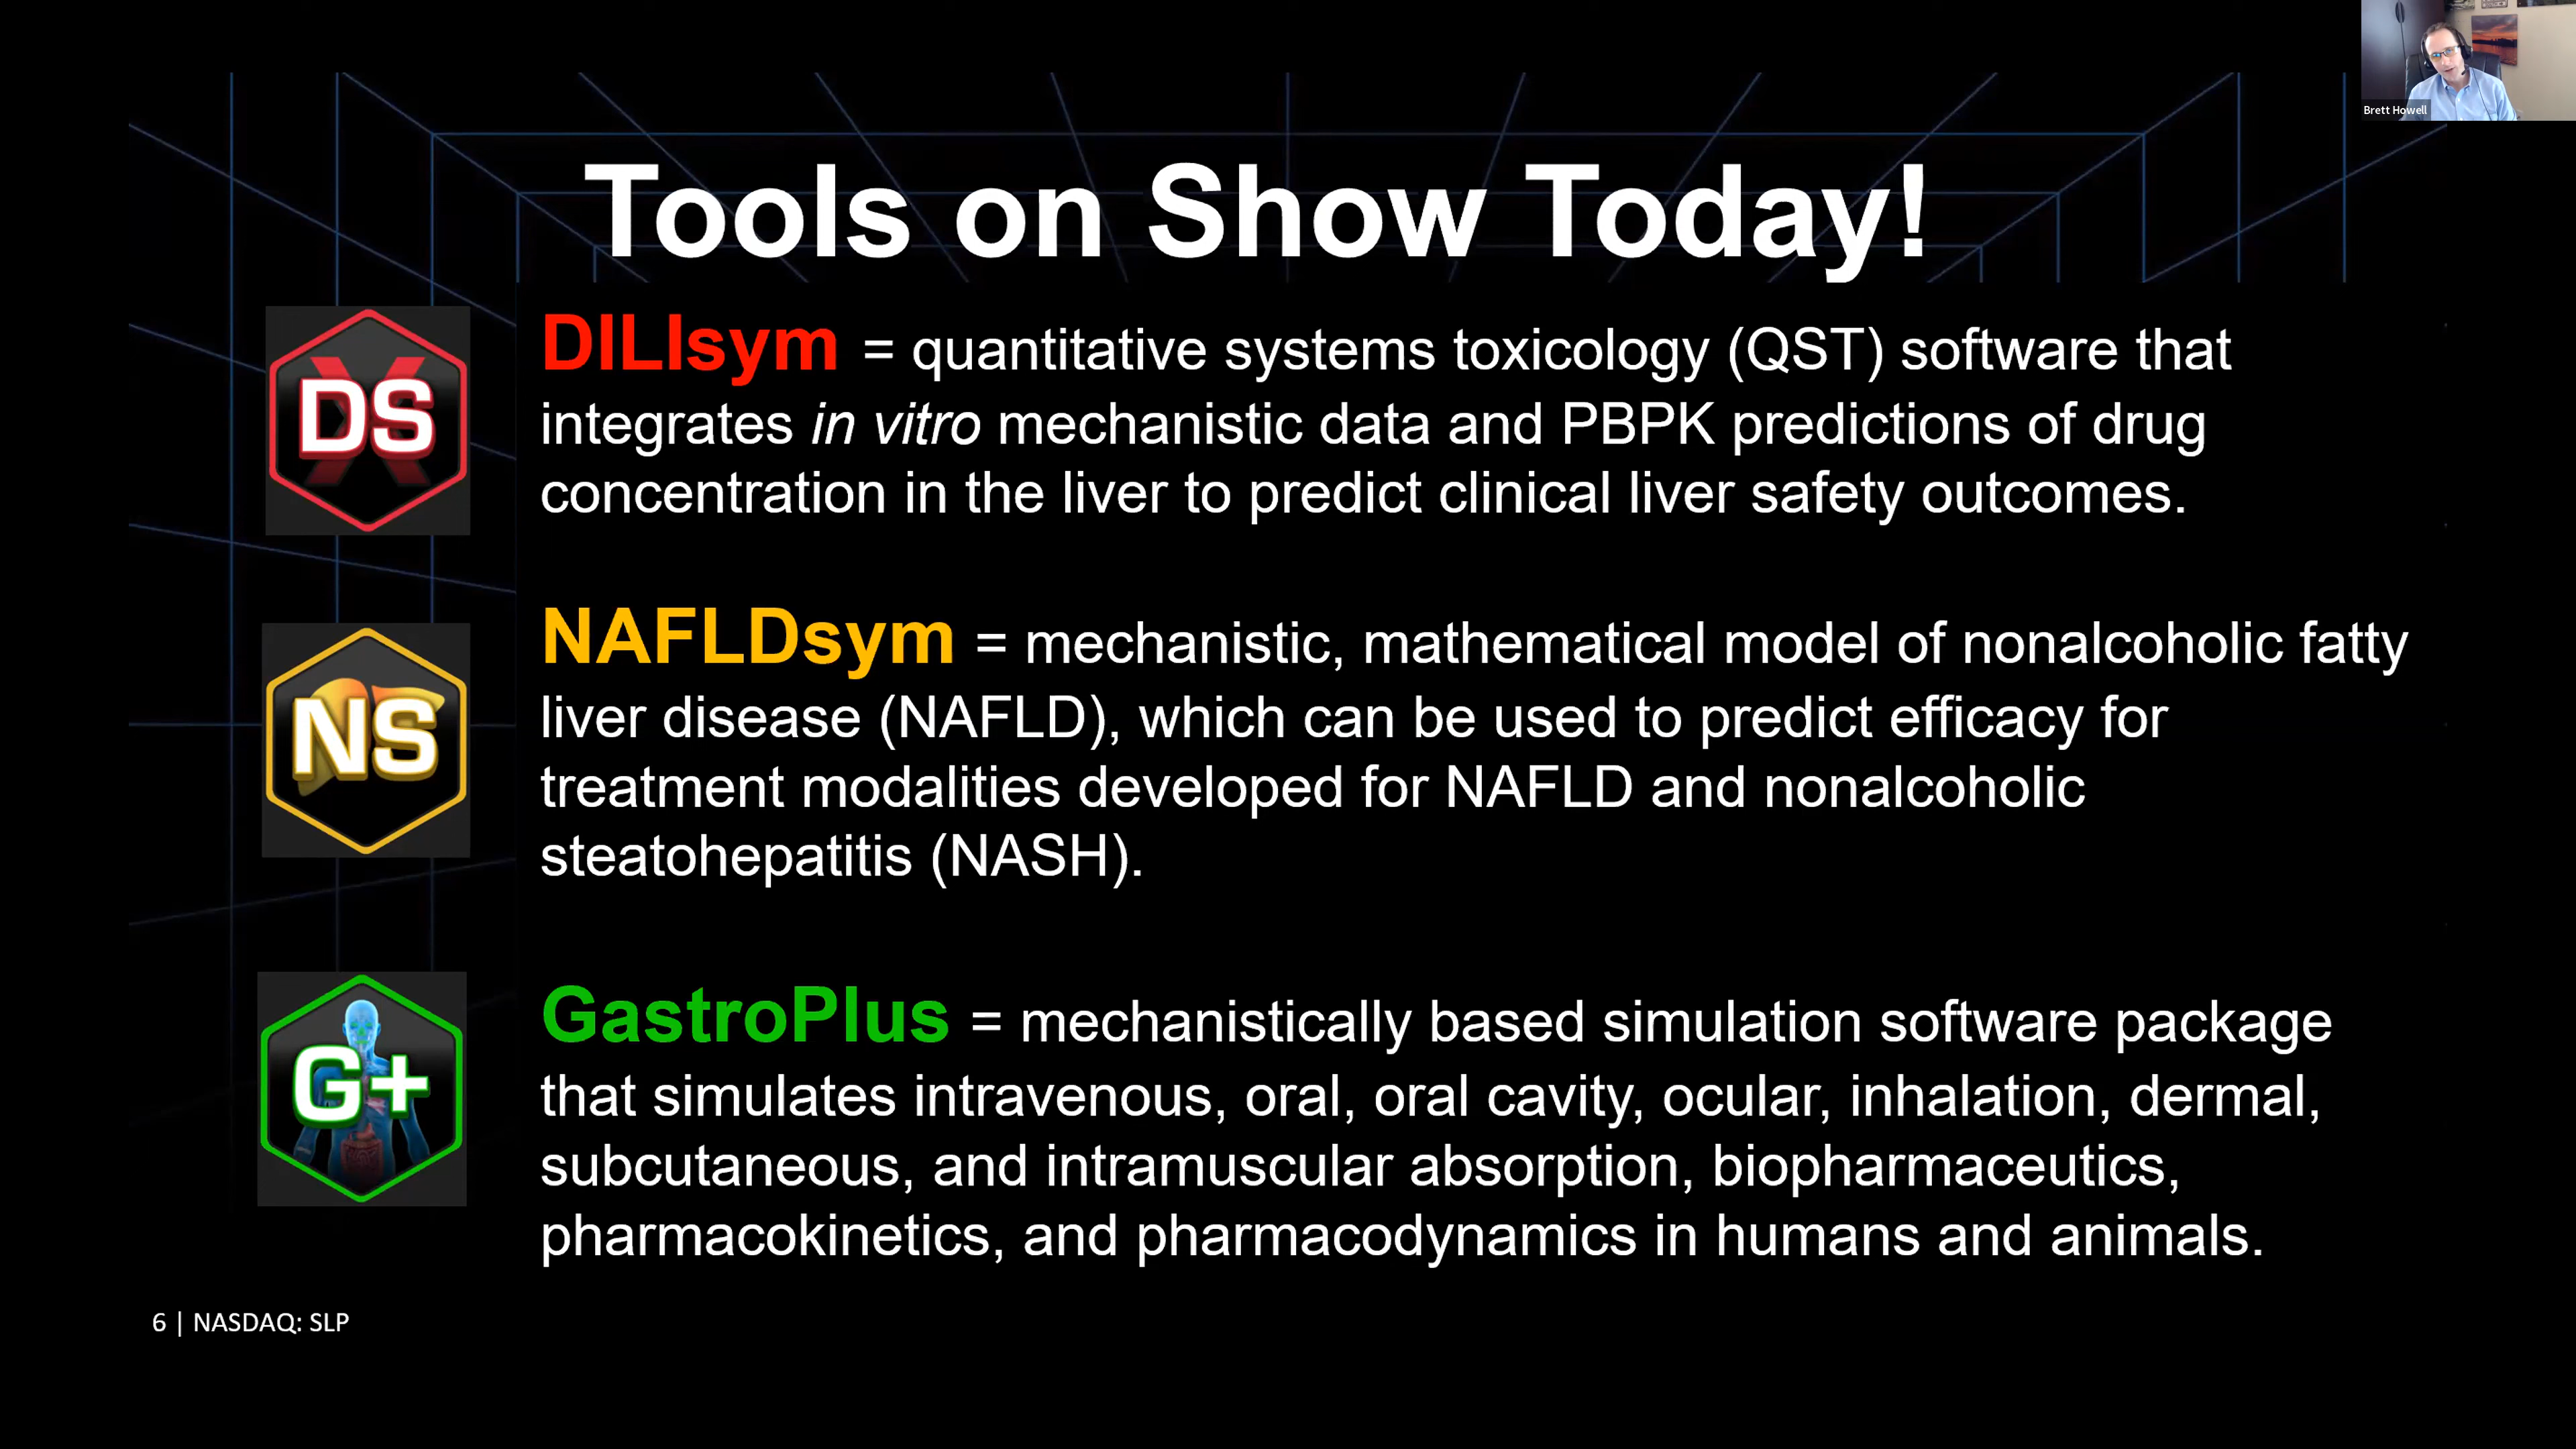 Brett Howell
Tools on Show Today!
DS
DILIsym = quantitative systems toxicology (QST) software that
integrates in vitro mechanistic data and PBPK predictions of drug
concentration in the liver to predict clinical liver safety outcomes.
NS
NAFLDsym = mechanistic, mathematical model of nonalcoholic fatty
liver disease (NAFLD), which can be used to predict efficacy for
treatment modalities developed for NAFLD and nonalcoholic
steatohepatitis (NASH).
G+
GastroPlus = mechanistically based simulation software package
that simulates intravenous, oral, oral cavity, ocular, inhalation, dermal,
subcutaneous, and intramuscular absorption, biopharmaceutics,
pharmacokinetics, and pharmacodynamics in humans and animals.
6 | NASDAQ: SLP